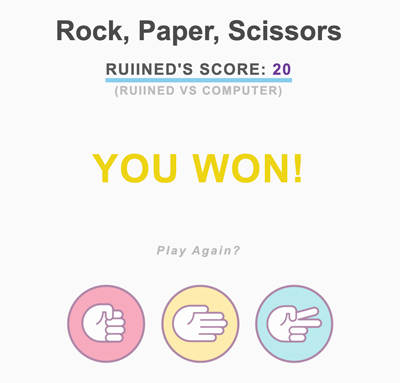 Rock, Paper, Scissors
RUIINED'S SCORE: 20
(RUIINED VS COMPUTER)
YOU WON!
Play Again?